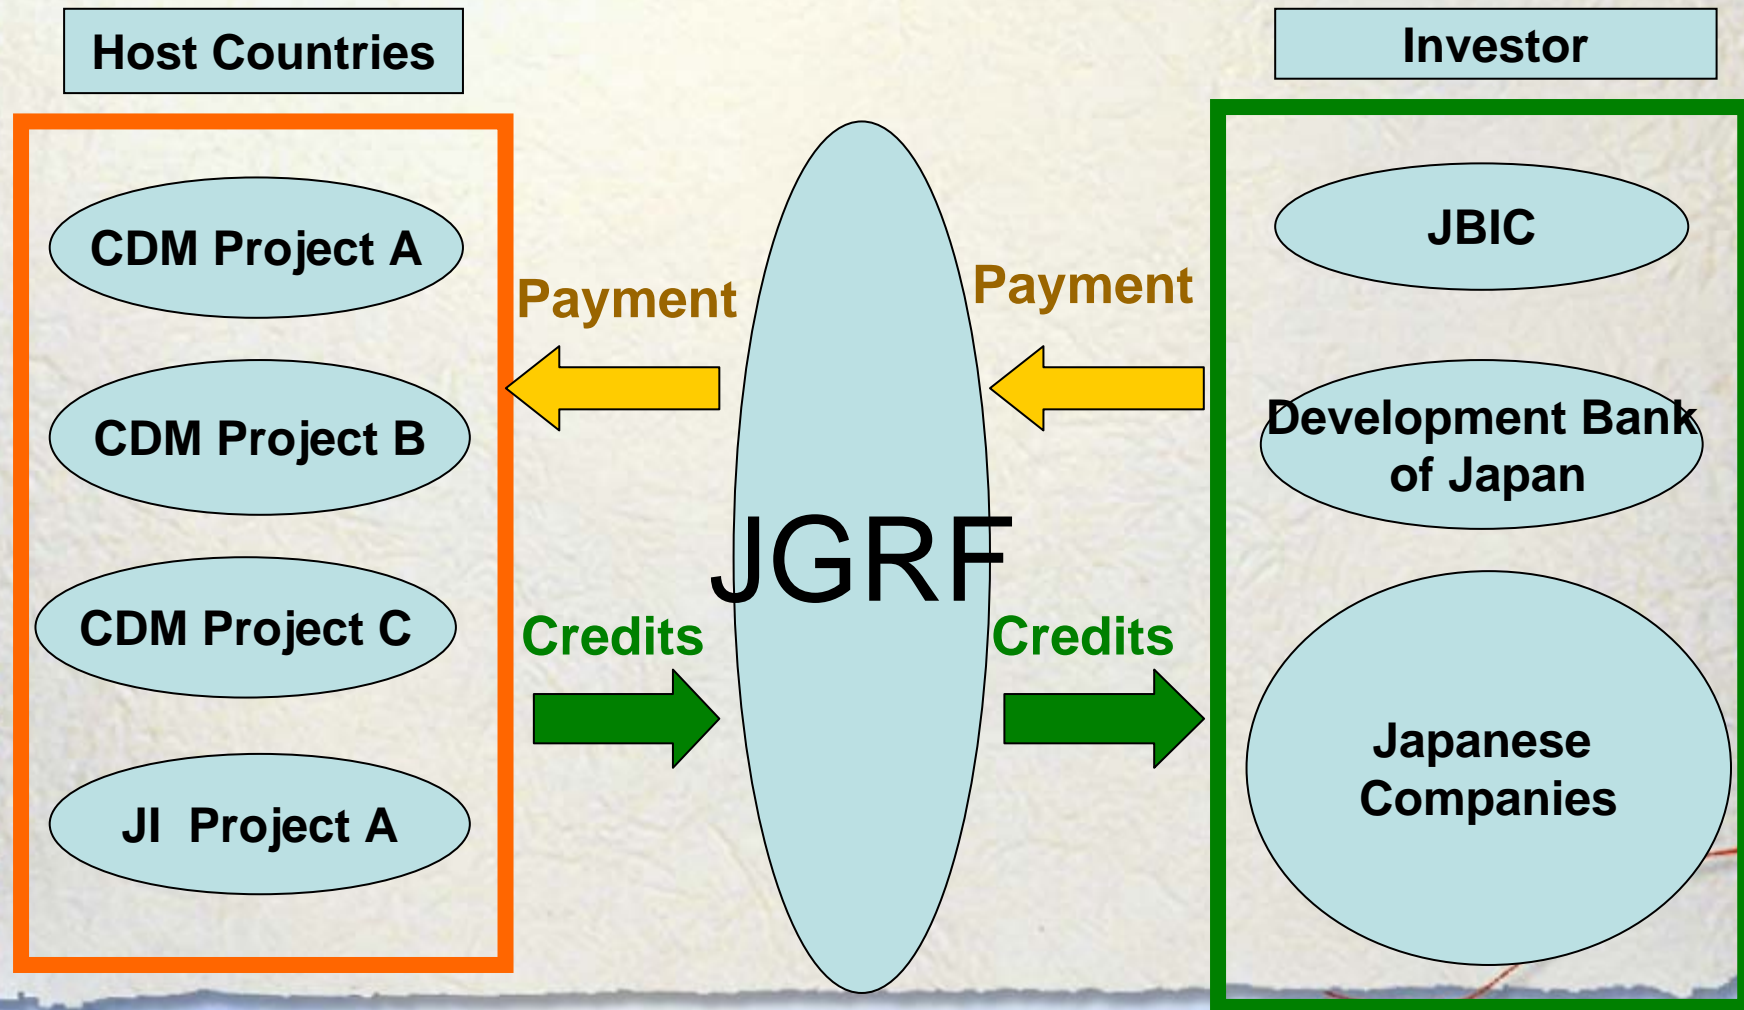 Host Countries
Investor
CDM Project A
CDM Project B
CDM Project C
JI Project A
Payment
Credits
JGRF
Payment
Credits
JBIC
Development Bank
of Japan
Japanese
Companies